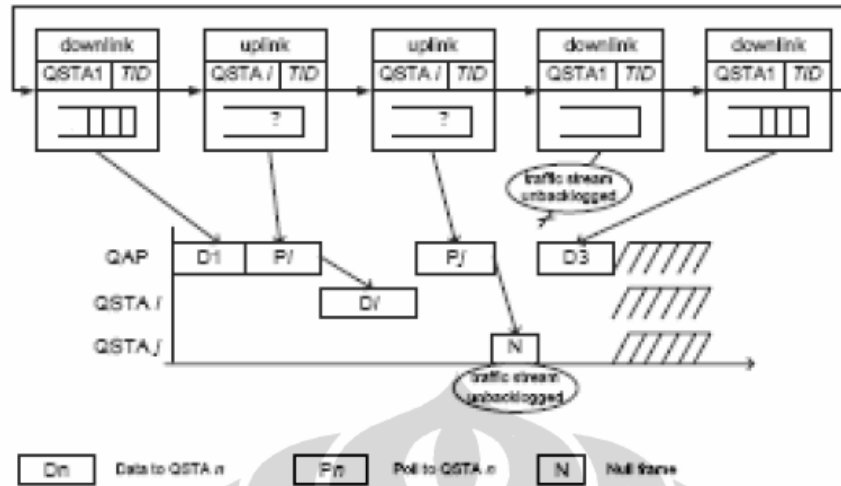 downlink uplink uplink downlink downlink
QSTA1 TID QSTA i TID QSTA i TID QSTA1 TID QSTA1 TID
? ?
traffic stream
unbacklogged
QAP D1 Pi Pj D3
QSTA i Di
QSTA j N
traffic stream
unbacklogged
Dn Data to QSTA n Pn Poll to QSTA n N Null frame